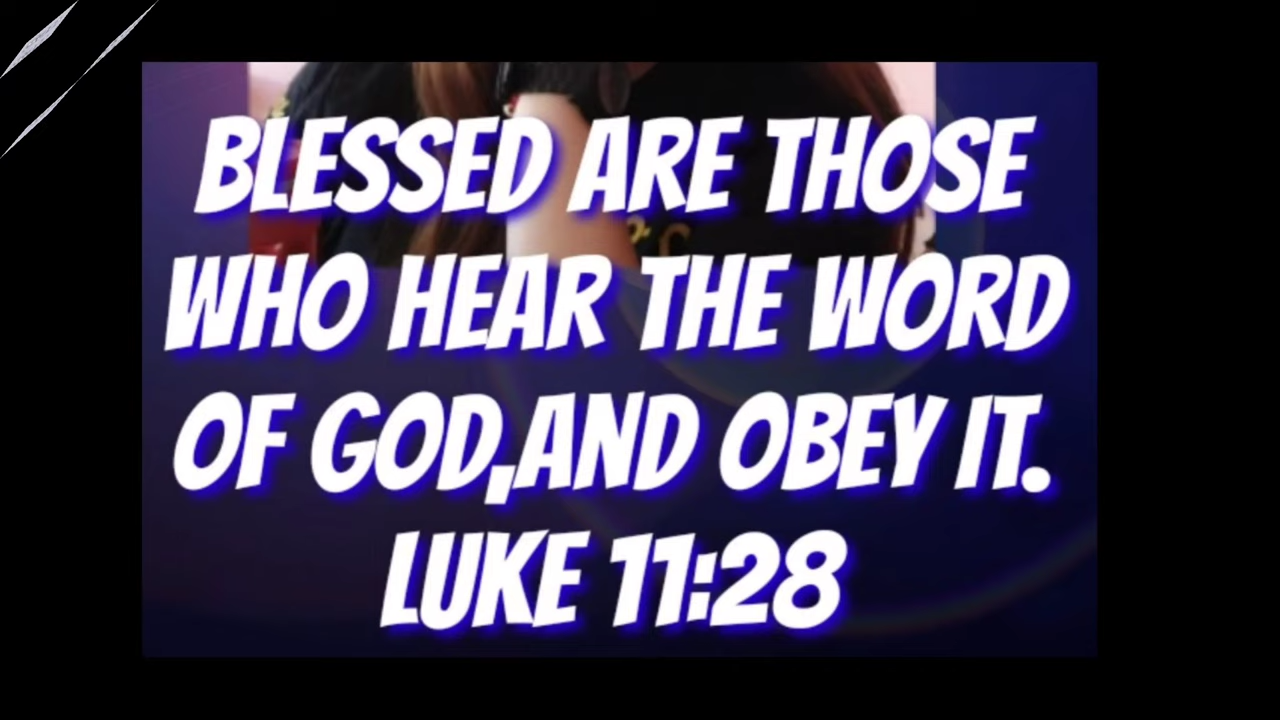 BLESSED ARE THOSE
WHO HEAR THE WORD
OF GOD,AND OBEY IT.
LUKE 11:28